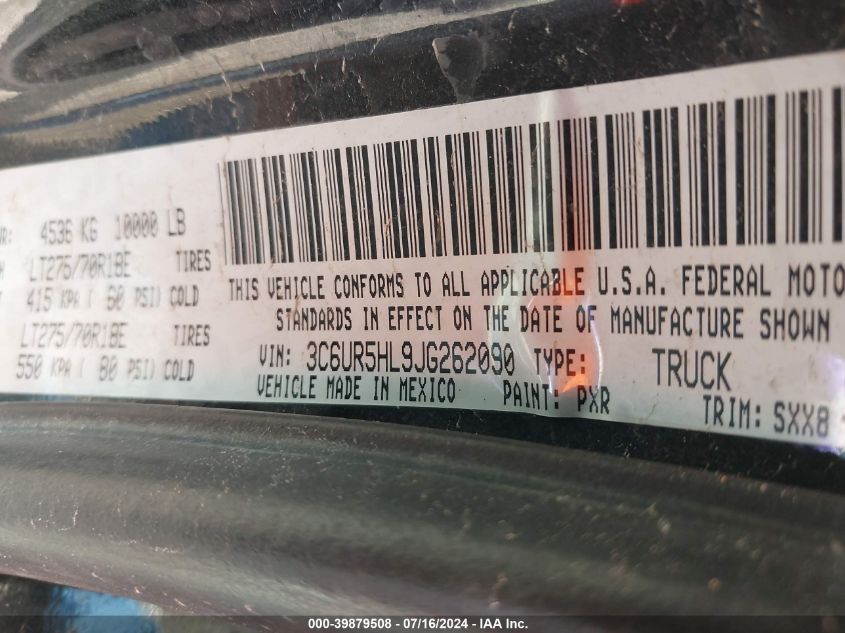 4536 KG 10000 LB
LT275/70R18E TIRES
415 KPA ( 60 PSI) COLD
LT275/70R18E TIRES
550 KPA ( 80 PSI) COLD
THIS VEHICLE CONFORMS TO ALL APPLICABLE U.S.A. FEDERAL MOTO
STANDARDS IN EFFECT ON THE DATE OF MANUFACTURE SHOWN
VIN: 3C6UR5HL9JG262090 TYPE: TRUCK
VEHICLE MADE IN MEXICO PAINT: PXR
TRIM: SXX8
000-39879508 - 07/16/2024 - IAA Inc.